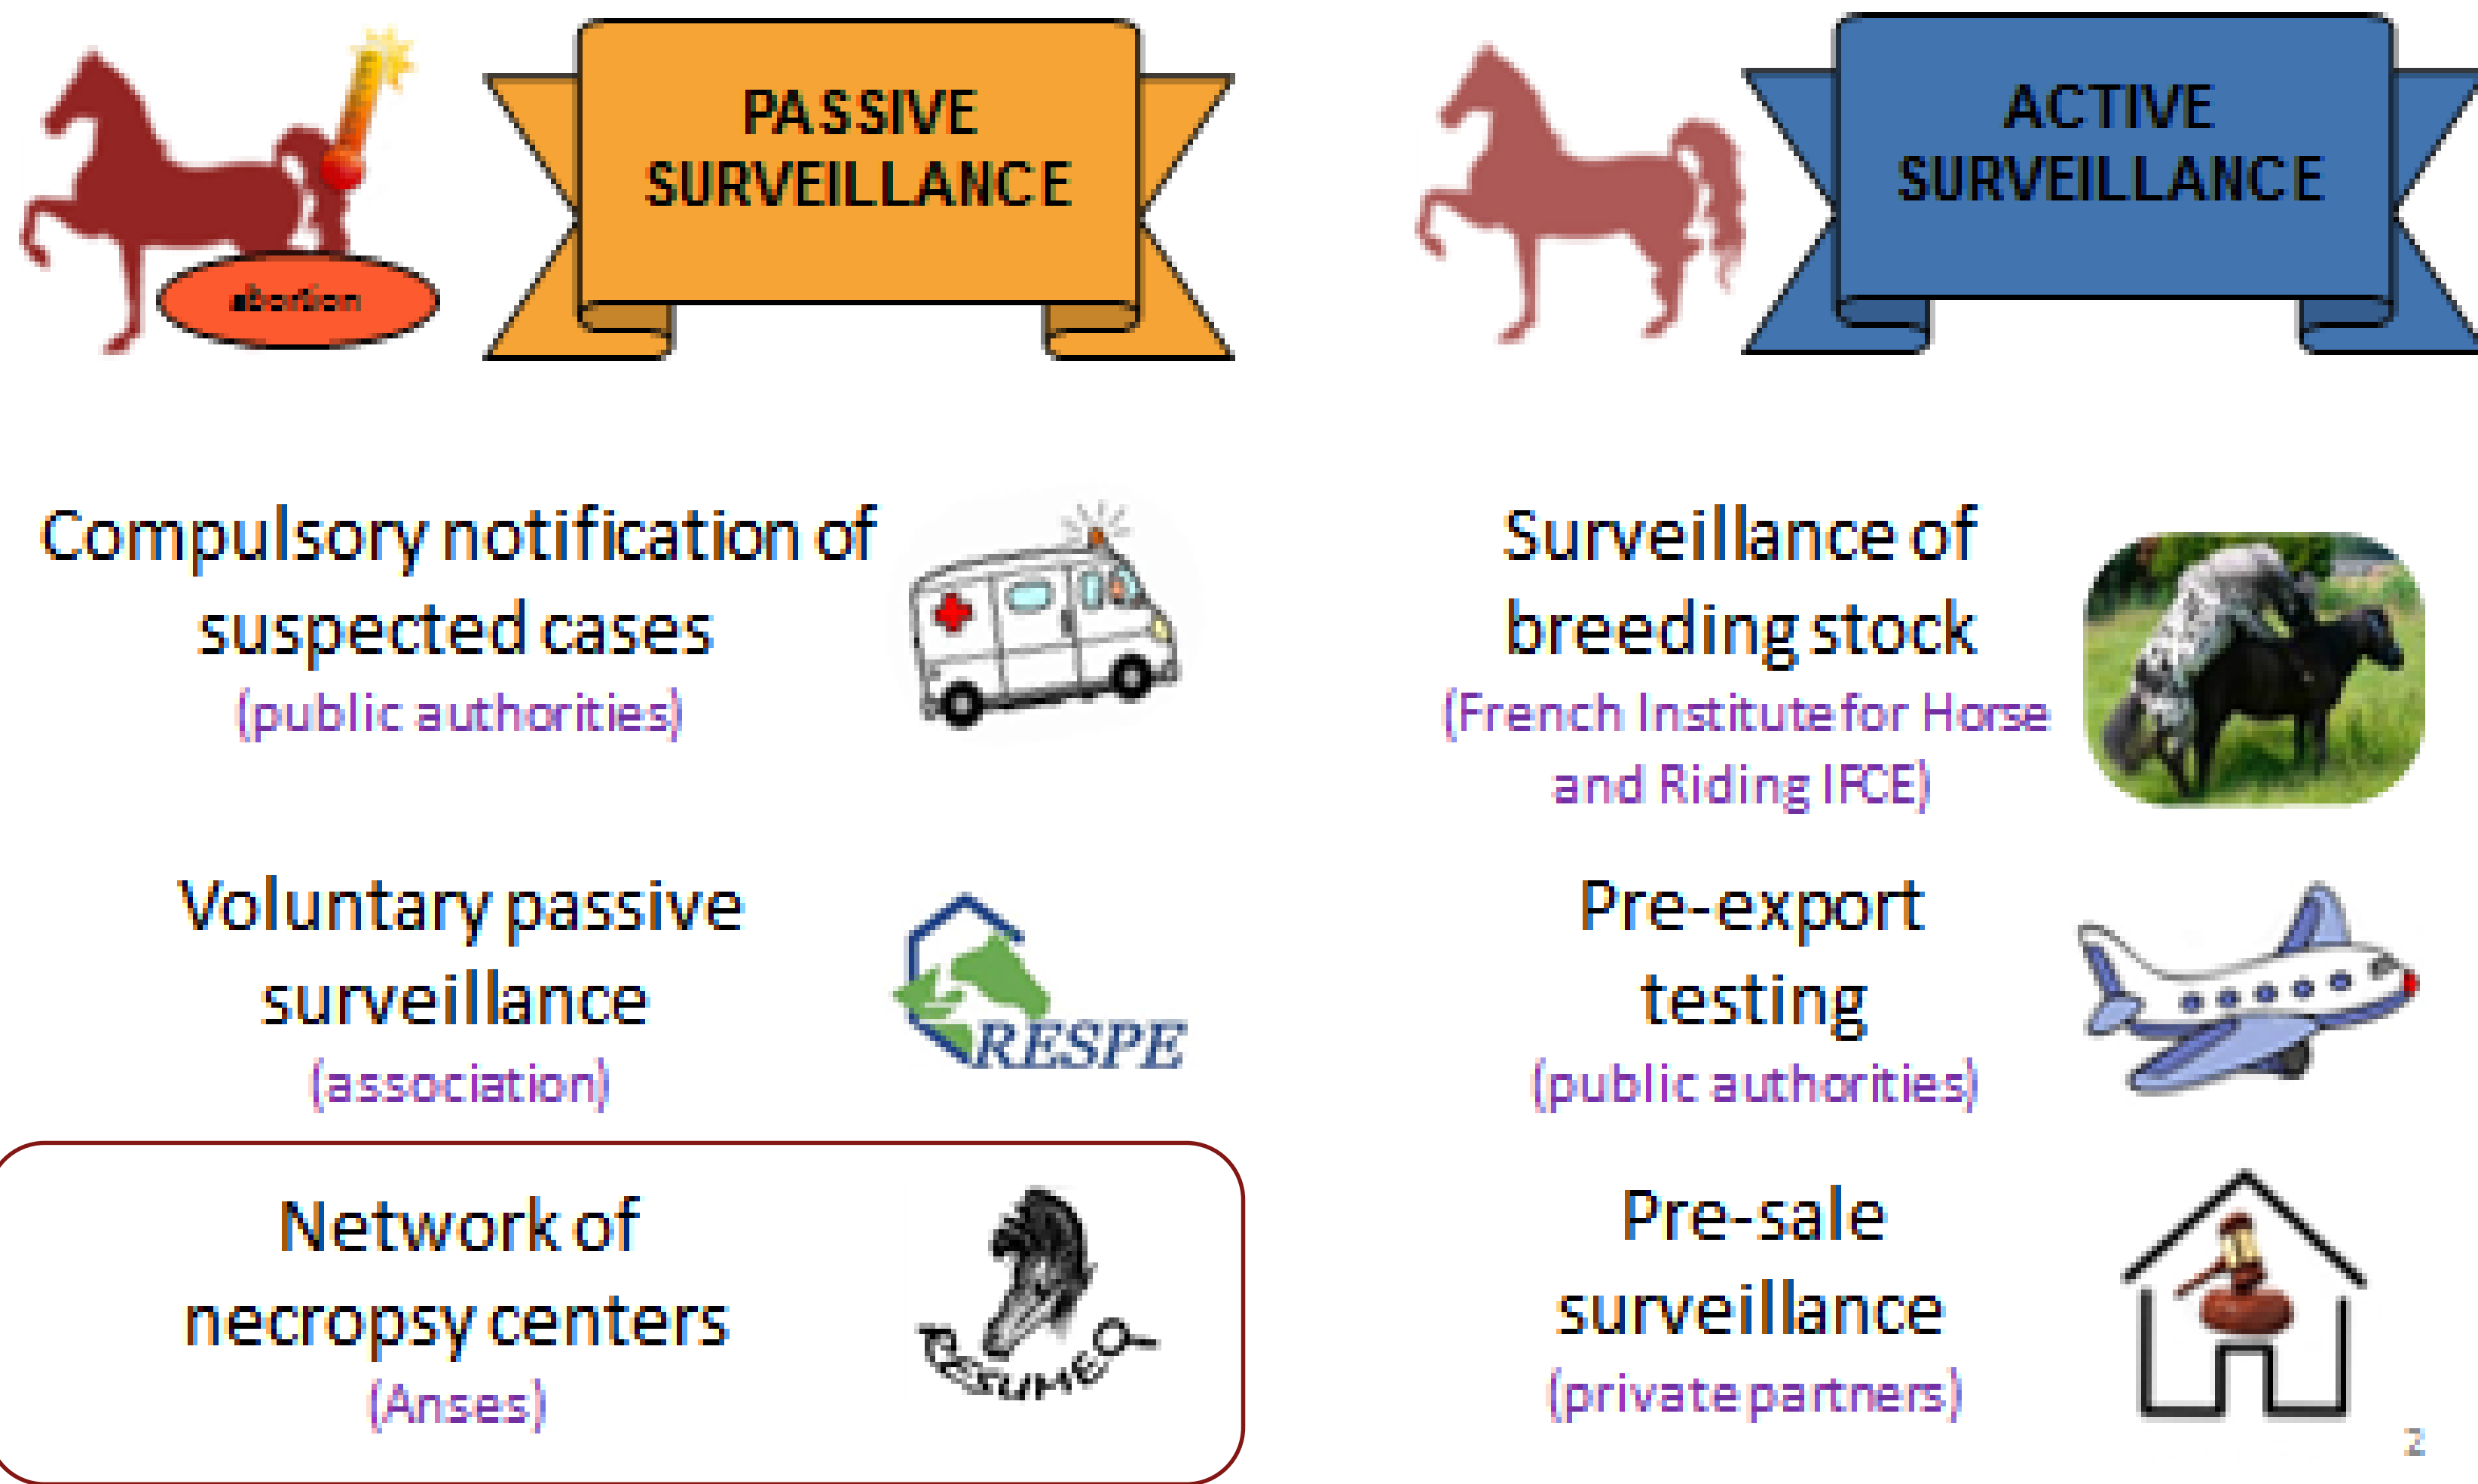 PASSIVE
SURVEILLANCE
abortion
Compulsory notification of
suspected cases
(public authorities)
Voluntary passive
surveillance
(association)
RESPE
Network of
necropsy centers
(Anses)
RESUMEQ
ACTIVE
SURVEILLANCE
Surveillance of
breeding stock
(French Institute for Horse
and Riding IFCE)
Pre-export
testing
(public authorities)
Pre-sale
surveillance
(private partners)
2